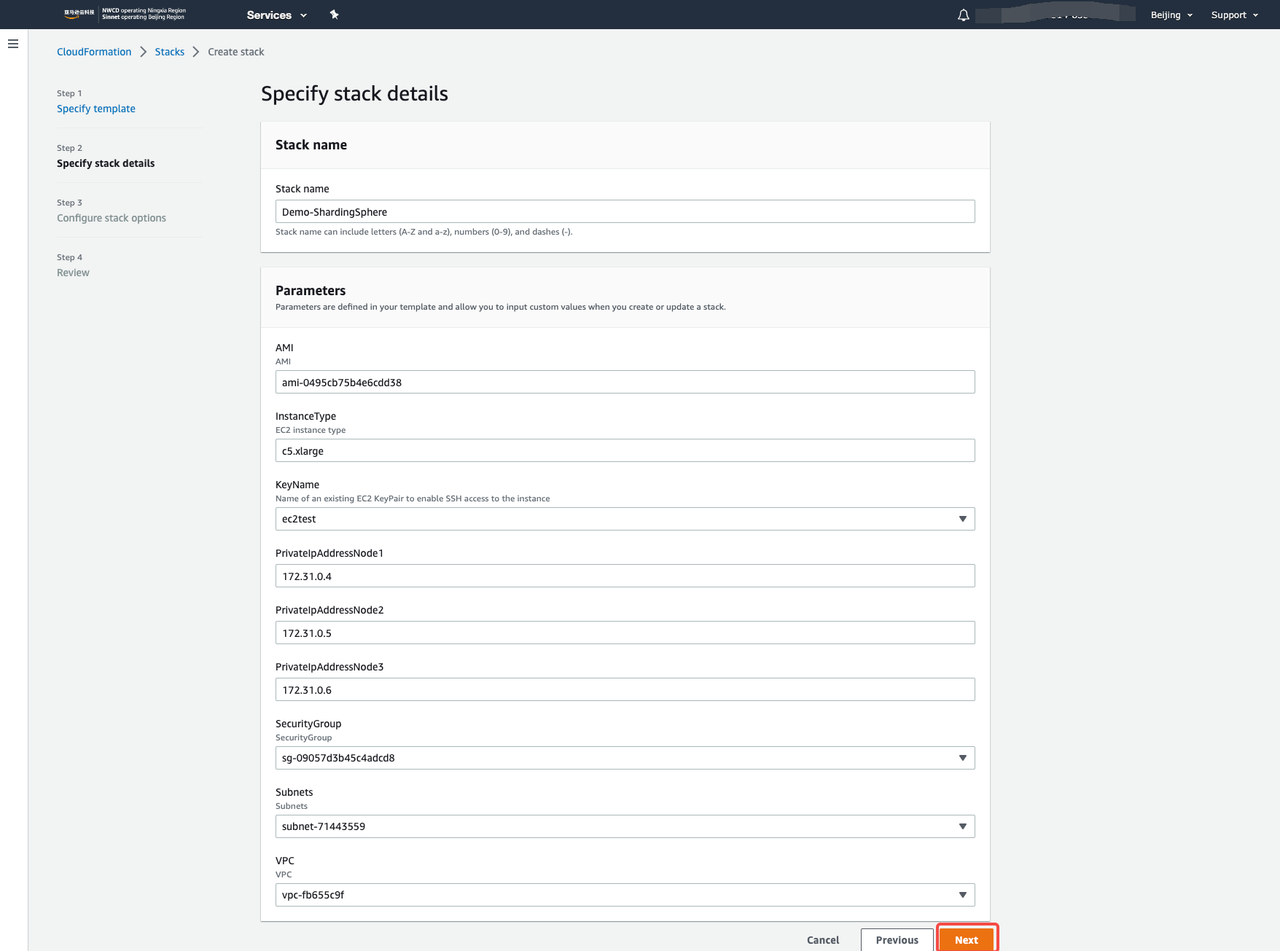 NWCD operating Ningxia Region
Sinnet operating Beijing Region
Services
Beijing
Support
CloudFormation
Stacks
Create stack
Step 1
Specify template
Step 2
Specify stack details
Step 3
Configure stack options
Step 4
Review
Specify stack details
Stack name
Stack name
Demo-ShardingSphere
Stack name can include letters (A-Z and a-z), numbers (0-9), and dashes (-).
Parameters
Parameters are defined in your template and allow you to input custom values when you create or update a stack.
AMI
AMI
ami-0495cb75b4e6cdd38
InstanceType
EC2 instance type
c5.xlarge
KeyName
Name of an existing EC2 KeyPair to enable SSH access to the instance
ec2test
PrivateIpAddressNode1
172.31.0.4
PrivateIpAddressNode2
172.31.0.5
PrivateIpAddressNode3
172.31.0.6
SecurityGroup
SecurityGroup
sg-09057d3b45c4adcd8
Subnets
Subnets
subnet-71443559
VPC
VPC
vpc-fb655c9f
Cancel
Previous
Next